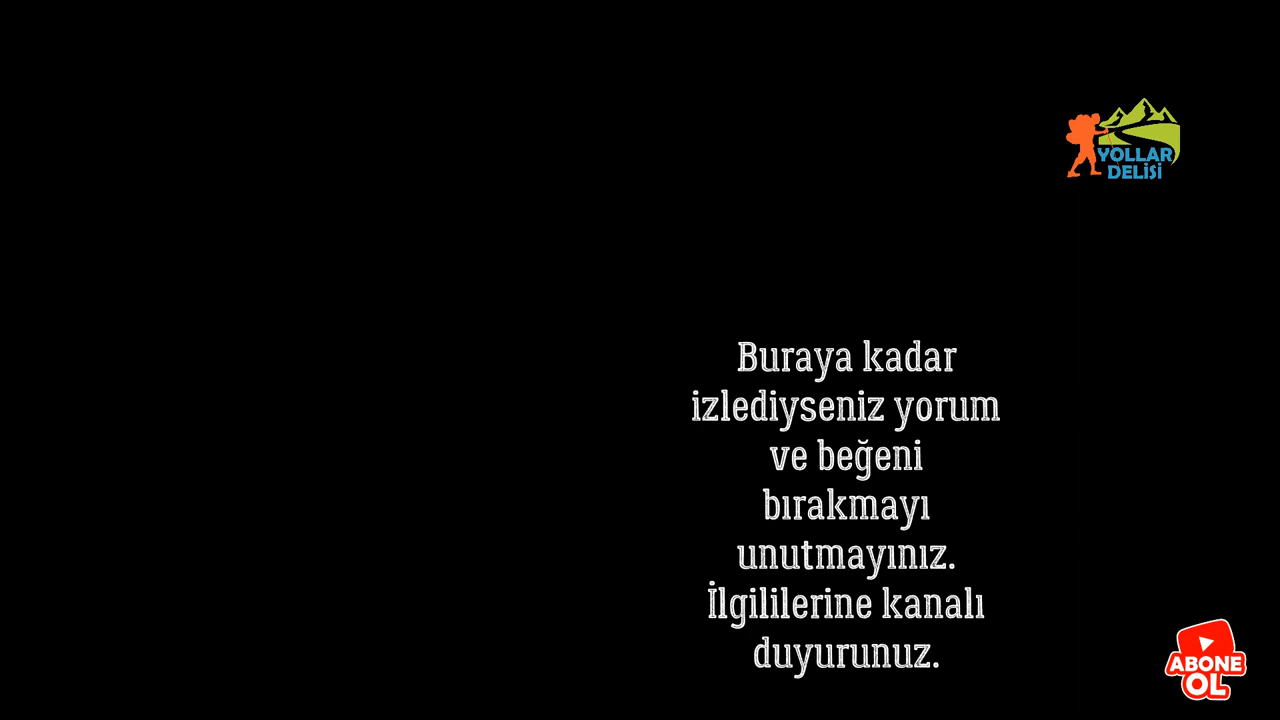 YOLLAR
DELİSİ
Buraya kadar
izlediyseniz yorum
ve beğeni
bırakmayı
unutmayınız.
İlgililerine kanalı
duyurunuz.
ABONE
OL